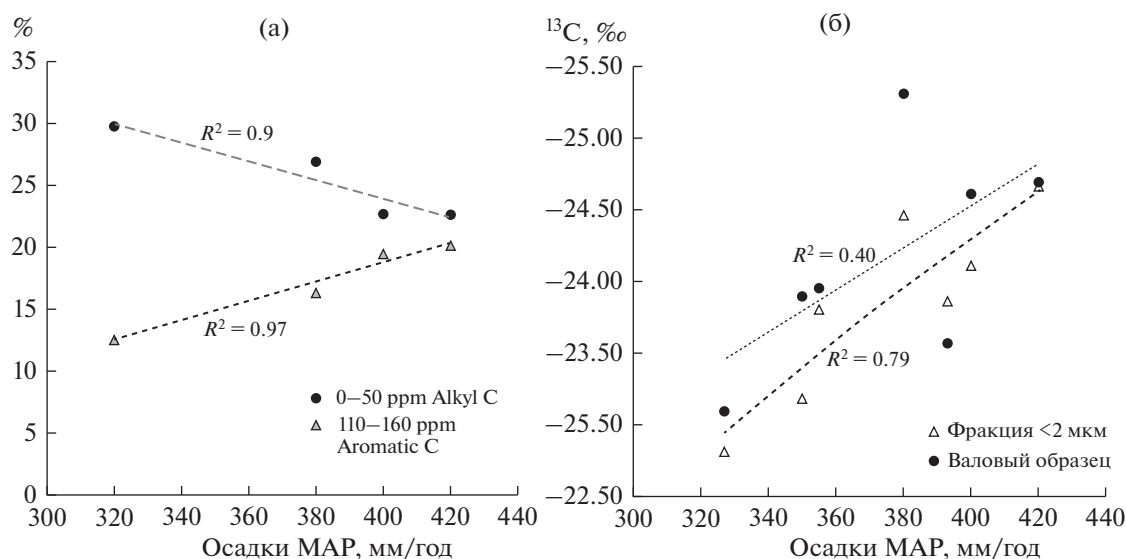 (а)
%
35
30
25
20
15
10
5
0
R² = 0.9
R² = 0.97
0–50 ppm Alkyl C
110–160 ppm
Aromatic C
300 320 340 360 380 400 420 440
Осадки MAP, мм/год
(б)
¹³C, ‰
–25.50
–25.00
–24.50
–24.00
–23.50
–25.50
–22.50
R² = 0.40
R² = 0.79
Фракция <2 мкм
Валовый образец
300 320 340 360 380 400 420 440
Осадки MAP, мм/год